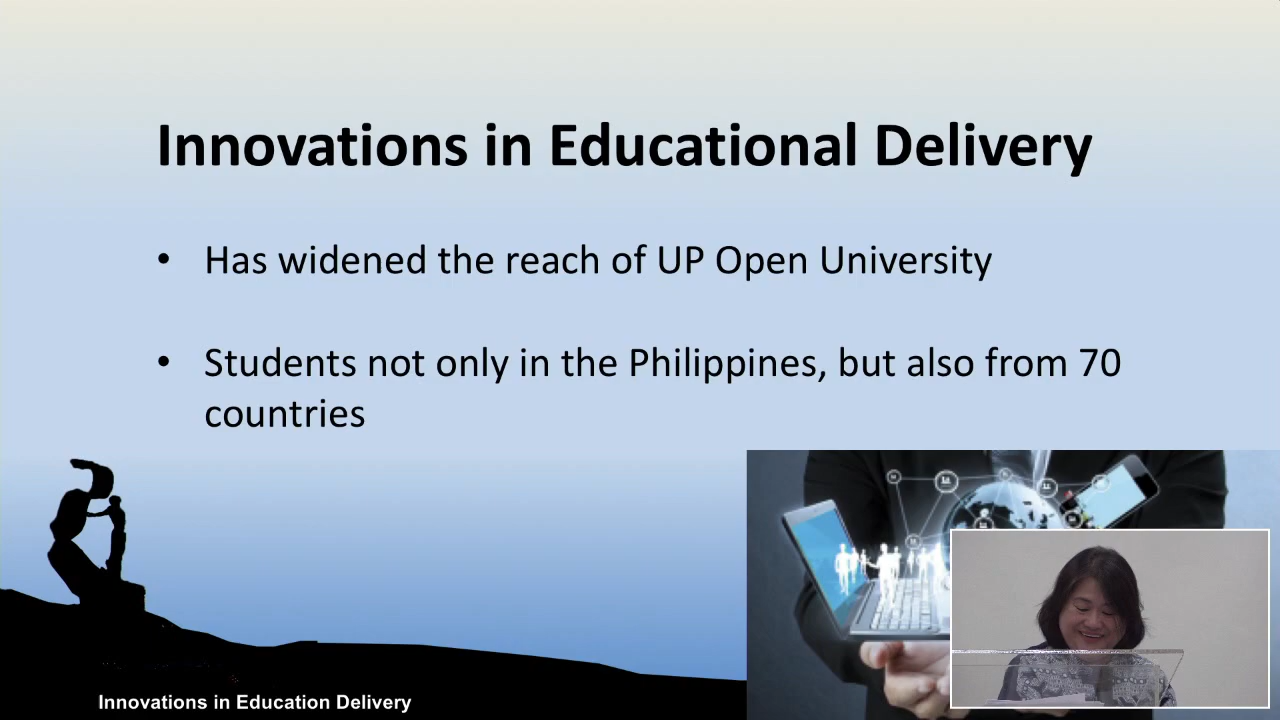 Innovations in Educational Delivery
• Has widened the reach of UP Open University
• Students not only in the Philippines, but also from 70
countries
Innovations in Education Delivery